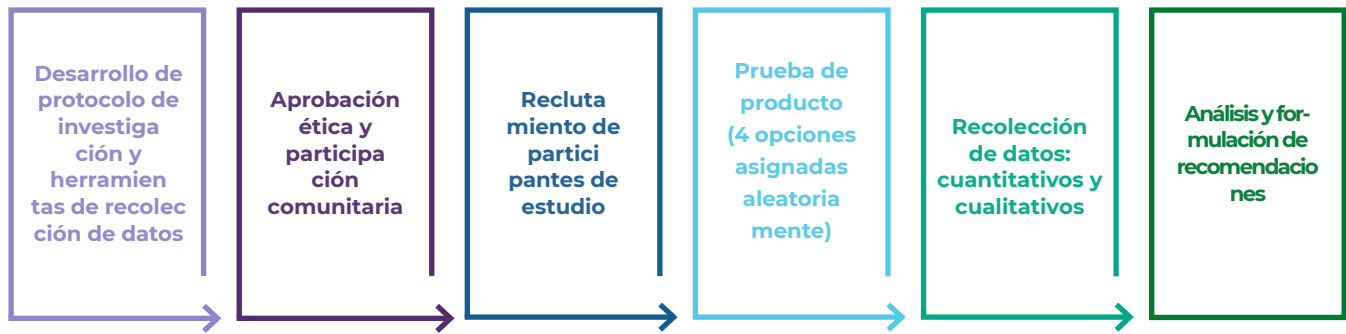 Desarrollo de
protocolo de
investiga
ción y
herramien
tas de recolec
ción de datos
Aprobación
ética y
participa
ción
comunitaria
Recluta
miento de
partici
pantes de
estudio
Prueba de
producto
(4 opciones
asignadas
aleatoria
mente)
Recolección
de datos:
cuantitativos y
cualitativos
Análisis y for-
mulación de
recomendacio
nes